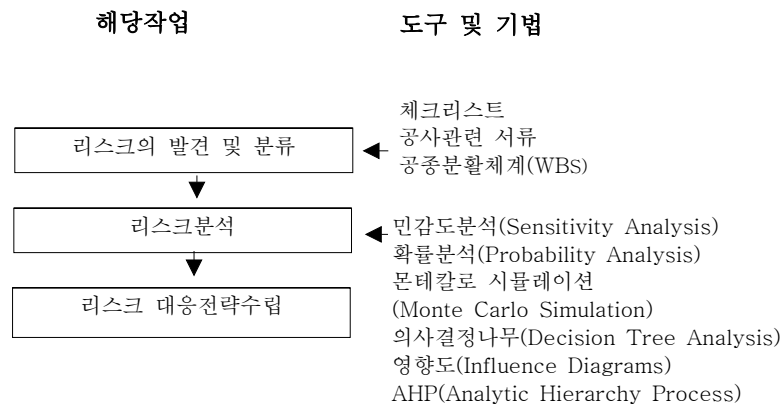 해당작업
도구 및 기법
체크리스트
공사관련 서류
공종분활체계(WBS)
리스크의 발견 및 분류
리스크분석
민감도분석(Sensitivity Analysis)
확률분석(Probability Analysis)
몬테칼로 시뮬레이션
(Monte Carlo Simulation)
의사결정나무(Decision Tree Analysis)
영향도(Influence Diagrams)
AHP(Analytic Hierarchy Process)
리스크 대응전략수립